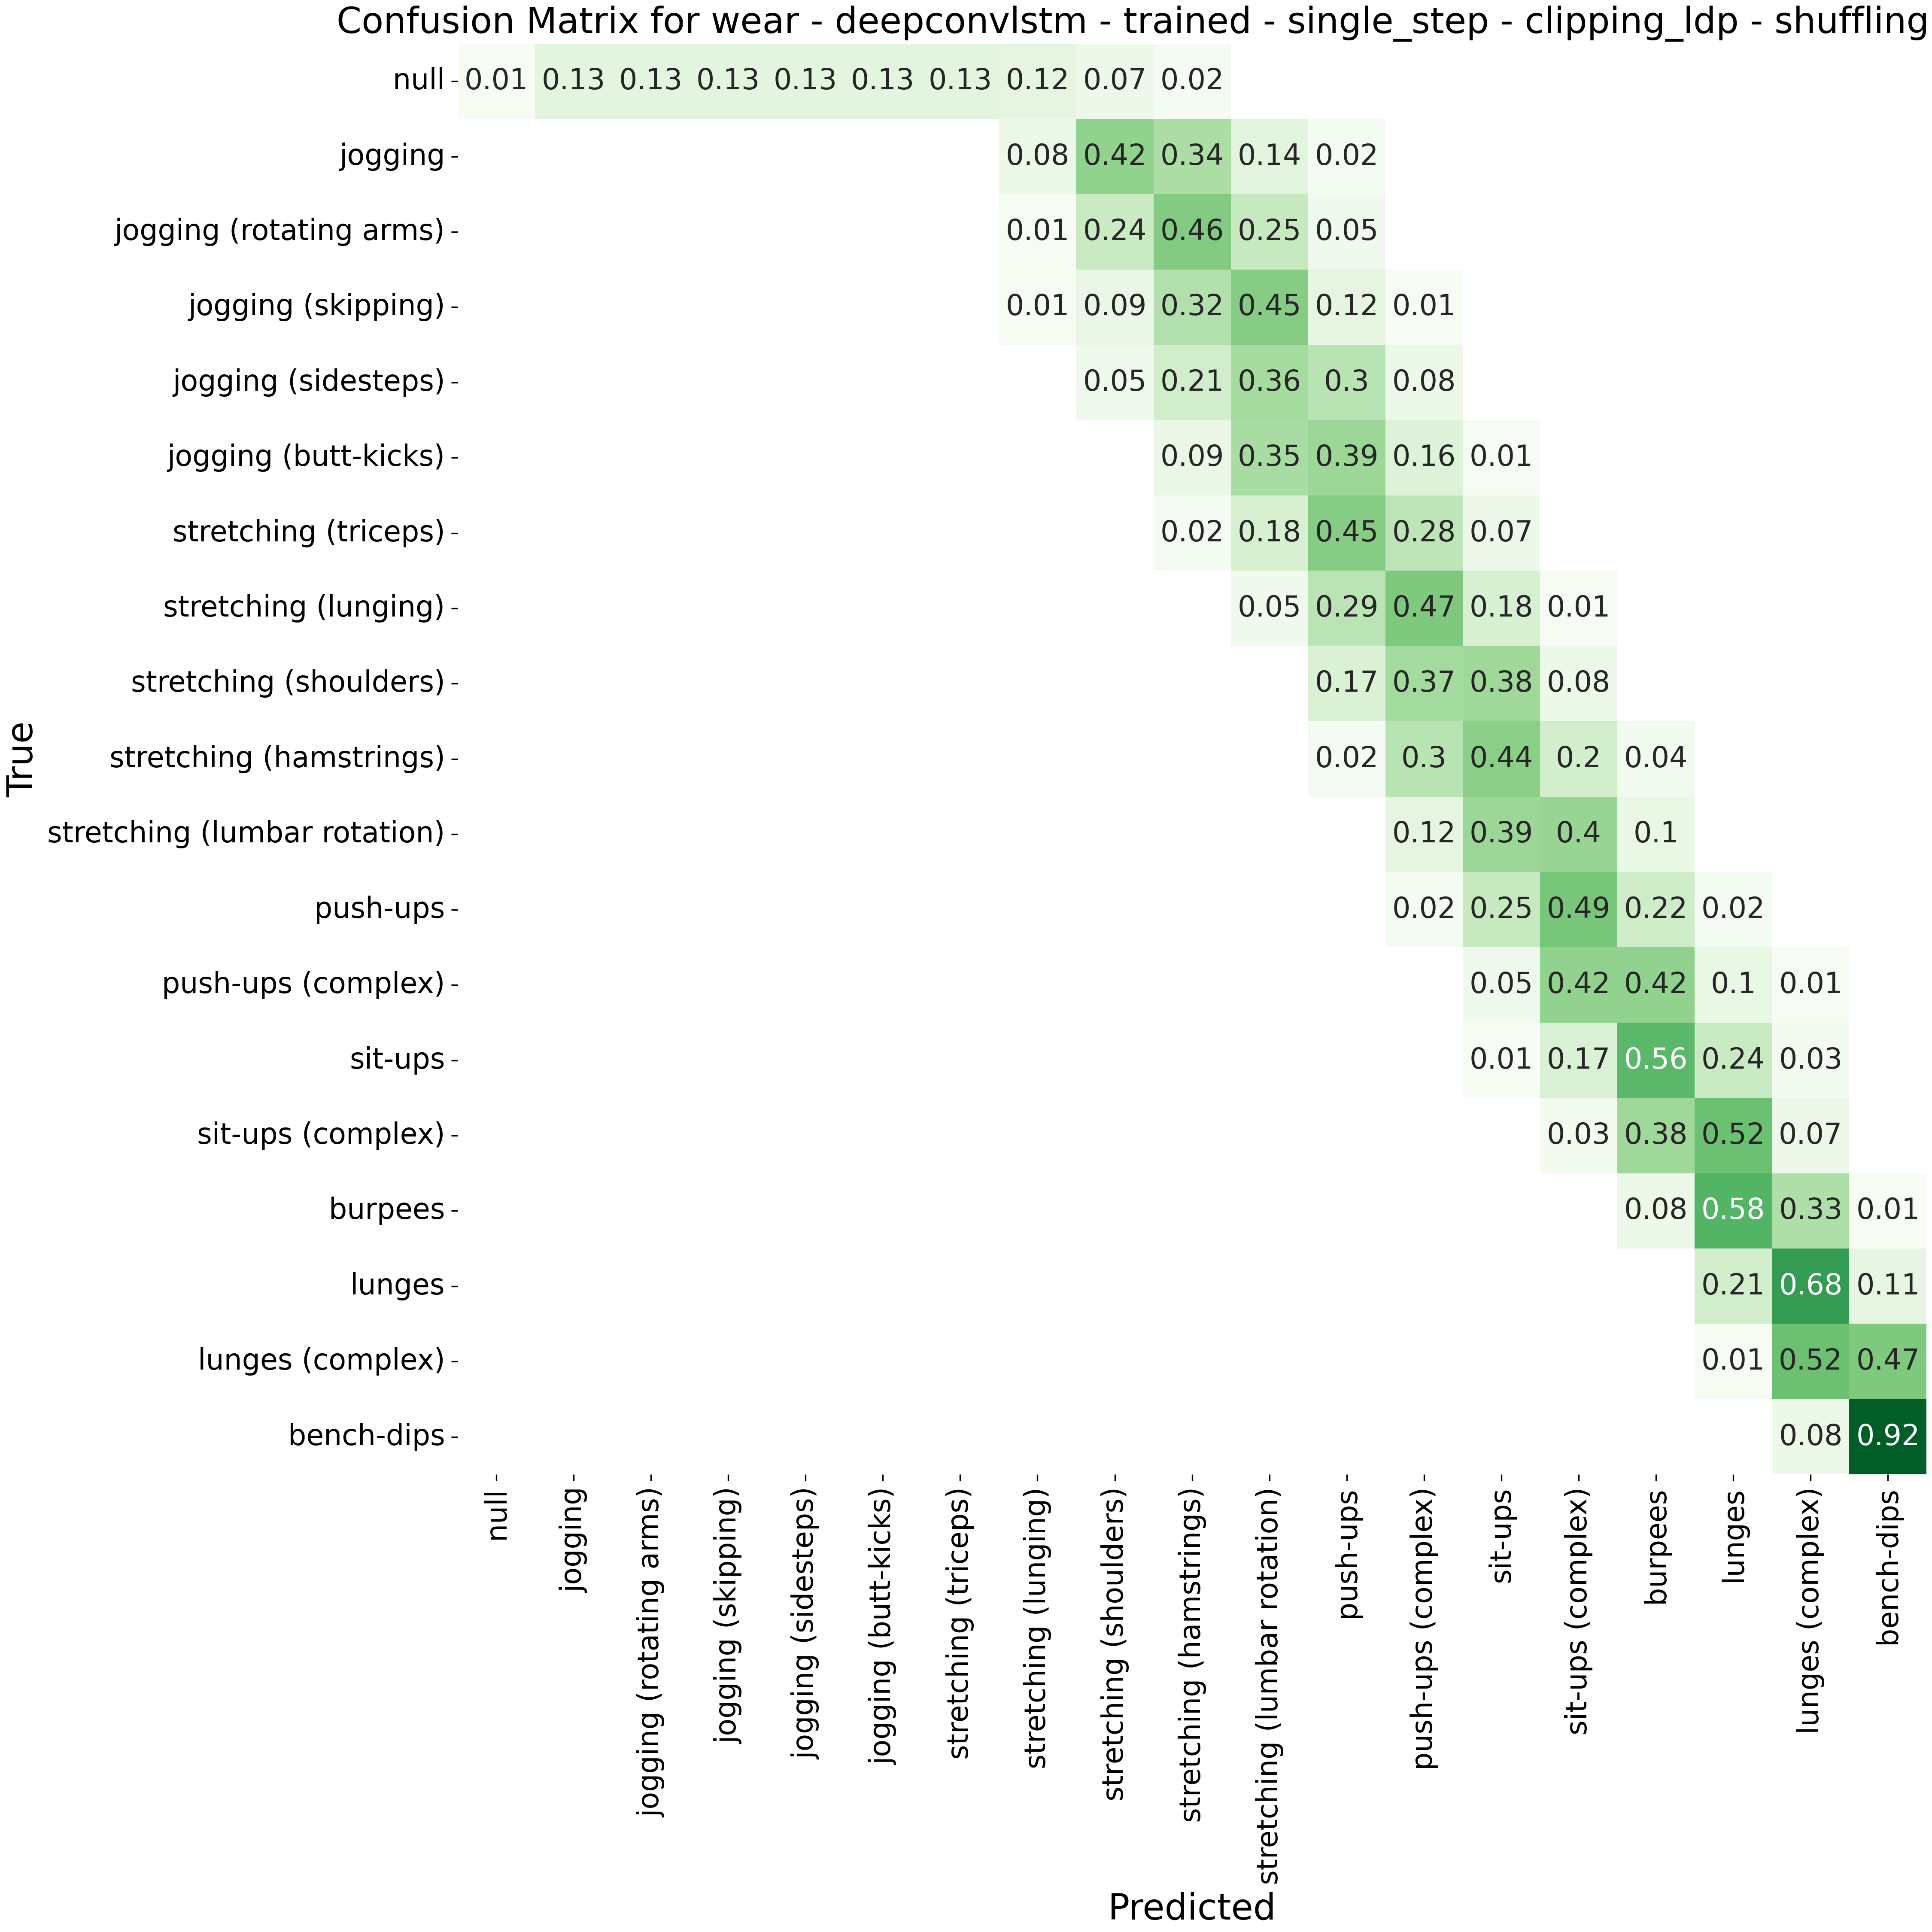 Confusion Matrix for wear - deepconvlstm - trained - single_step - clipping_ldp - shuffling
True
null 0.01 0.13 0.13 0.13 0.13 0.13 0.13 0.12 0.07 0.02
jogging 0.08 0.42 0.34 0.14 0.02
jogging (rotating arms) 0.01 0.24 0.46 0.25 0.05
jogging (skipping) 0.01 0.09 0.32 0.45 0.12 0.01
jogging (sidesteps) 0.05 0.21 0.36 0.3 0.08
jogging (butt-kicks) 0.09 0.35 0.39 0.16 0.01
stretching (triceps) 0.02 0.18 0.45 0.28 0.07
stretching (lunging) 0.05 0.29 0.47 0.18 0.01
stretching (shoulders) 0.17 0.37 0.38 0.08
stretching (hamstrings) 0.02 0.3 0.44 0.2 0.04
stretching (lumbar rotation) 0.12 0.39 0.4 0.1
push-ups 0.02 0.25 0.49 0.22 0.02
push-ups (complex) 0.05 0.42 0.42 0.1 0.01
sit-ups 0.01 0.17 0.56 0.24 0.03
sit-ups (complex) 0.03 0.38 0.52 0.07
burpees 0.08 0.58 0.33 0.01
lunges 0.21 0.68 0.11
lunges (complex) 0.01 0.52 0.47
bench-dips 0.08 0.92
null
jogging
jogging (rotating arms)
jogging (skipping)
jogging (sidesteps)
jogging (butt-kicks)
stretching (triceps)
stretching (lunging)
stretching (shoulders)
stretching (hamstrings)
stretching (lumbar rotation)
push-ups
push-ups (complex)
sit-ups
sit-ups (complex)
burpees
lunges
lunges (complex)
bench-dips
Predicted